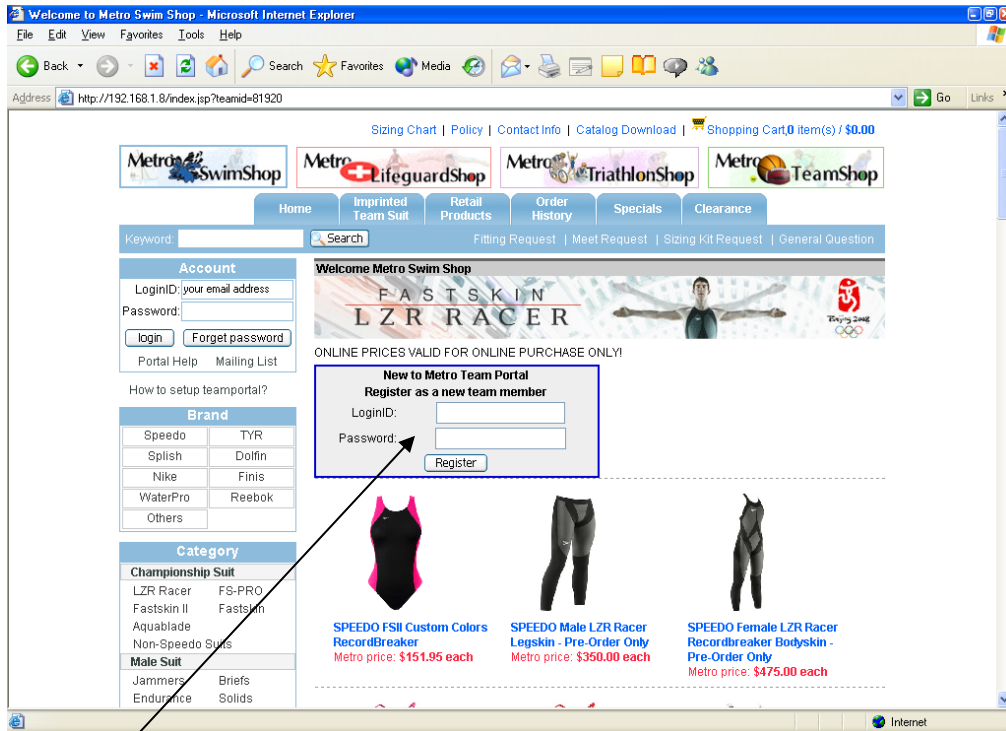 Welcome to Metro Swim Shop - Microsoft Internet Explorer
File Edit View Favorites Tools Help
Back Search Favorites Media
Address http://192.168.1.8/index.jsp?teamid=81920 Go Links
Sizing Chart | Policy | Contact Info | Catalog Download | Shopping Cart,0 item(s) / $0.00
Metro SwimShop Metro LifeguardShop Metro TriathlonShop Metro TeamShop
Home Imprinted Team Suit Retail Products Order History Specials Clearance
Keyword: Search Fitting Request | Meet Request | Sizing Kit Request | General Question
Account
LoginID: your email address
Password:
login Forget password
Portal Help Mailing List
How to setup teamportal?
Brand
Speedo TYR
Splish Dolfin
Nike Finis
WaterPro Reebok
Others
Category
Championship Suit
LZR Racer FS-PRO
Fastskin II Fastskin
Aquablade
Non-Speedo Suits
Male Suit
Jammers Briefs
Endurance Solids
Welcome Metro Swim Shop
FASTSKIN
LZR RACER
Beijing 2008
ONLINE PRICES VALID FOR ONLINE PURCHASE ONLY!
New to Metro Team Portal
Register as a new team member
LoginID:
Password:
Register
SPEEDO FSII Custom Colors
RecordBreaker
Metro price: $151.95 each
SPEEDO Male LZR Racer
Legskin - Pre-Order Only
Metro price: $350.00 each
SPEEDO Female LZR Racer
Recordbreaker Bodyskin -
Pre-Order Only
Metro price: $475.00 each
Internet